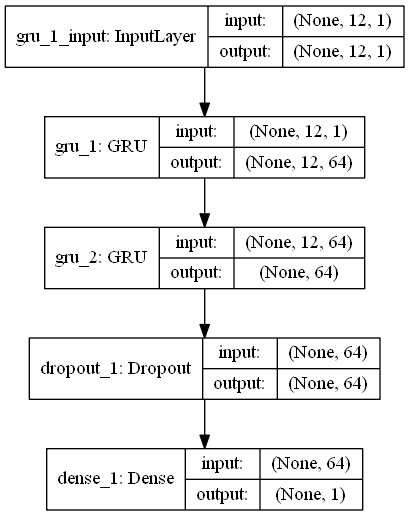 gru_1_input: InputLayer
input: (None, 12, 1)
output: (None, 12, 1)
gru_1: GRU
input: (None, 12, 1)
output: (None, 12, 64)
gru_2: GRU
input: (None, 12, 64)
output: (None, 64)
dropout_1: Dropout
input: (None, 64)
output: (None, 64)
dense_1: Dense
input: (None, 64)
output: (None, 1)